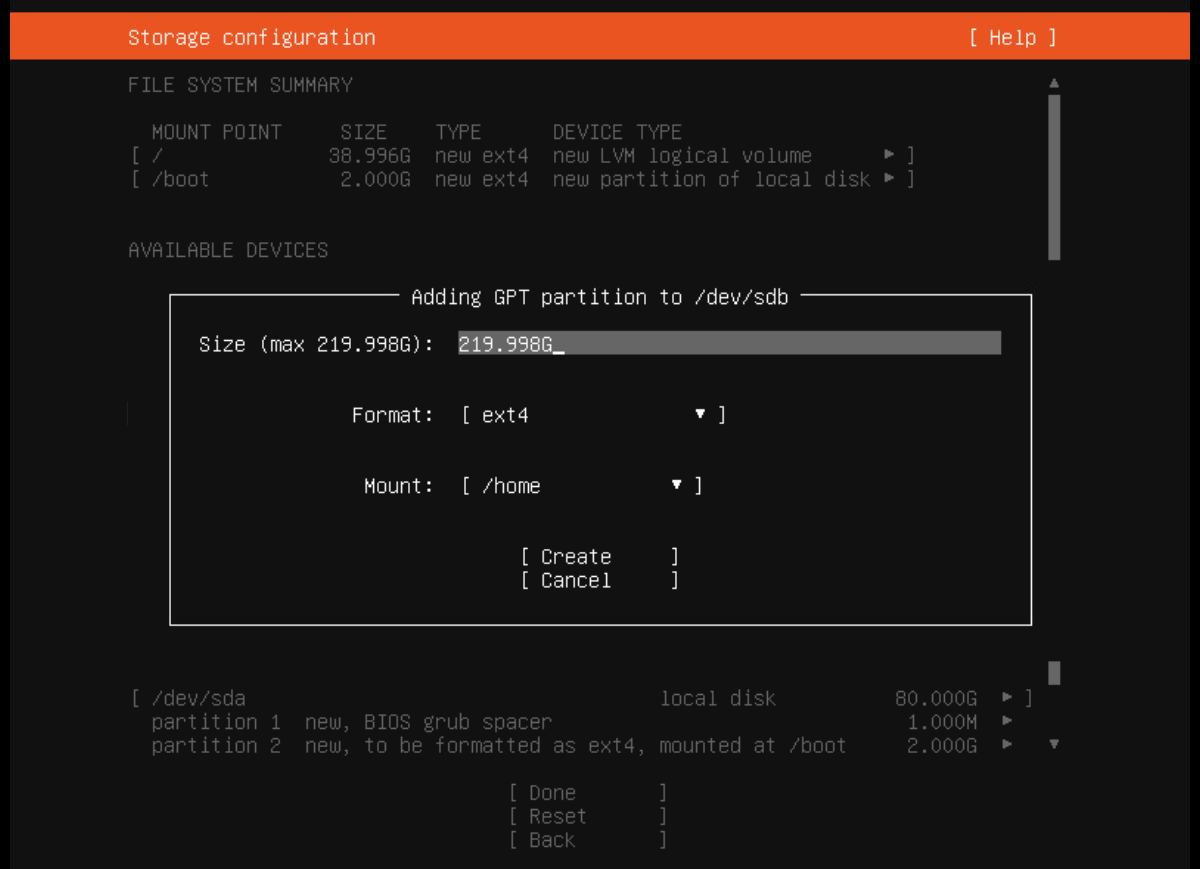 Storage configuration [ Help ]
FILE SYSTEM SUMMARY ▲
MOUNT POINT SIZE TYPE DEVICE TYPE
[ / 38.996G new ext4 new LVM logical volume ► ]
[ /boot 2.000G new ext4 new partition of local disk ► ]
AVAILABLE DEVICES
Adding GPT partition to /dev/sdb
Size (max 219.998G): 219.998G_
Format: [ ext4 ▼ ]
Mount: [ /home ▼ ]
[ Create ]
[ Cancel ]
[ /dev/sda local disk 80.000G ► ]
partition 1 new, BIOS grub spacer 1.000M ►
partition 2 new, to be formatted as ext4, mounted at /boot 2.000G ► ▼
[ Done ]
[ Reset ]
[ Back ]